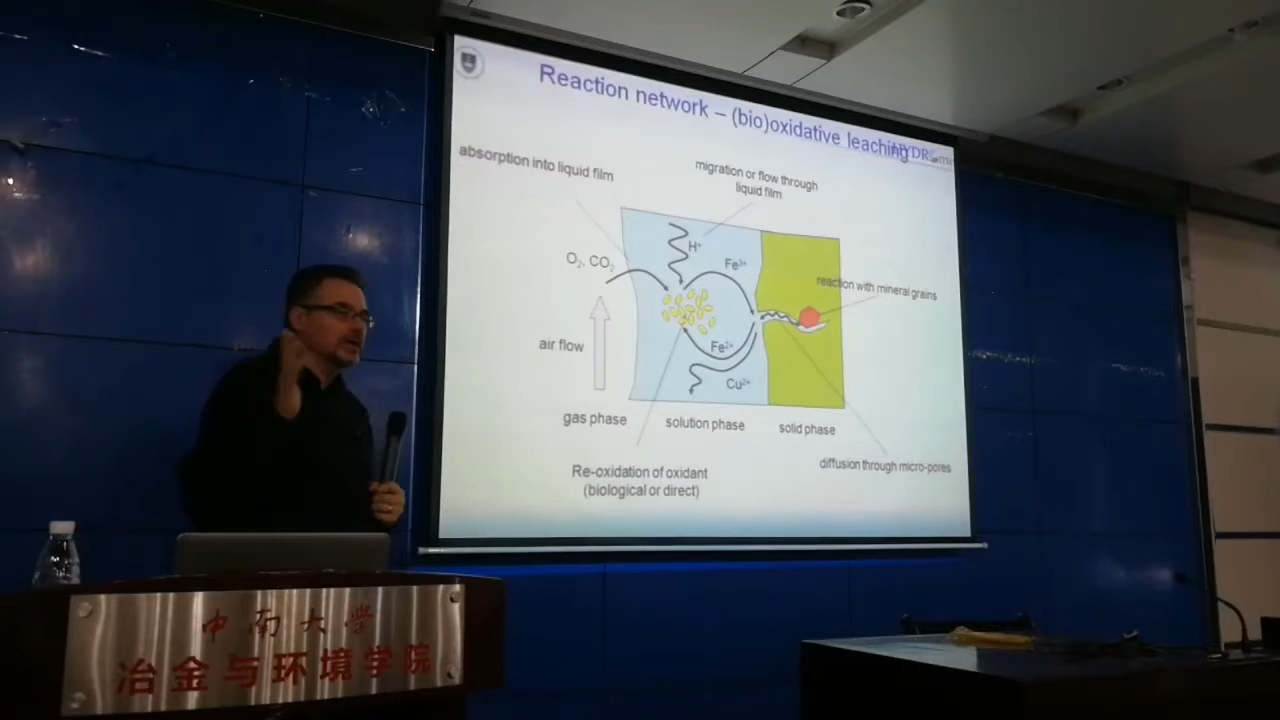 Reaction network – (bio)oxidative leaching
absorption into liquid film
migration or flow through
liquid film
H⁺
O₂, CO₂
Fe³⁺
reaction with mineral grains
air flow
Fe²⁺
Cu²⁺
gas phase
solution phase
solid phase
diffusion through micro-pores
Re-oxidation of oxidant
(biological or direct)
中南大学
冶金与环境学院